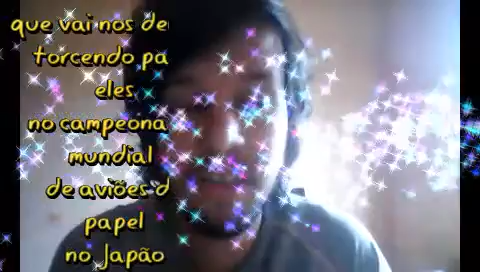 que vai nos de
torcendo pa
eles
no campeona
mundial
de aviões d
papel
no Japão